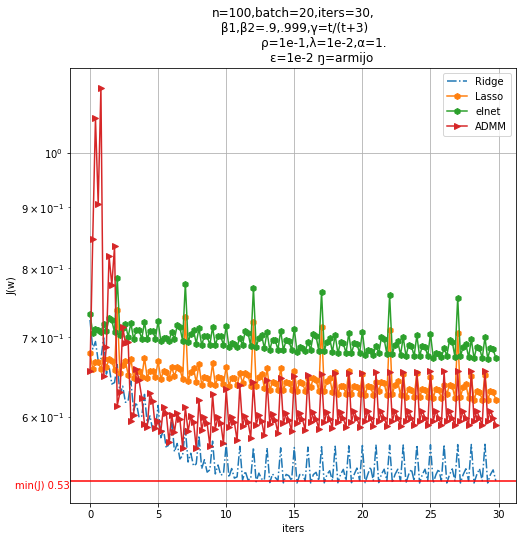 n=100,batch=20,iters=30,
β1,β2=.9,.999,γ=t/(t+3)
ρ=1e-1,λ=1e-2,α=1.
ε=1e-2 ŋ=armijo
Ridge
Lasso
elnet
ADMM
10⁰
9 × 10⁻¹
8 × 10⁻¹
7 × 10⁻¹
6 × 10⁻¹
J(w)
min(J) 0.53
0 5 10 15 20 25 30
iters